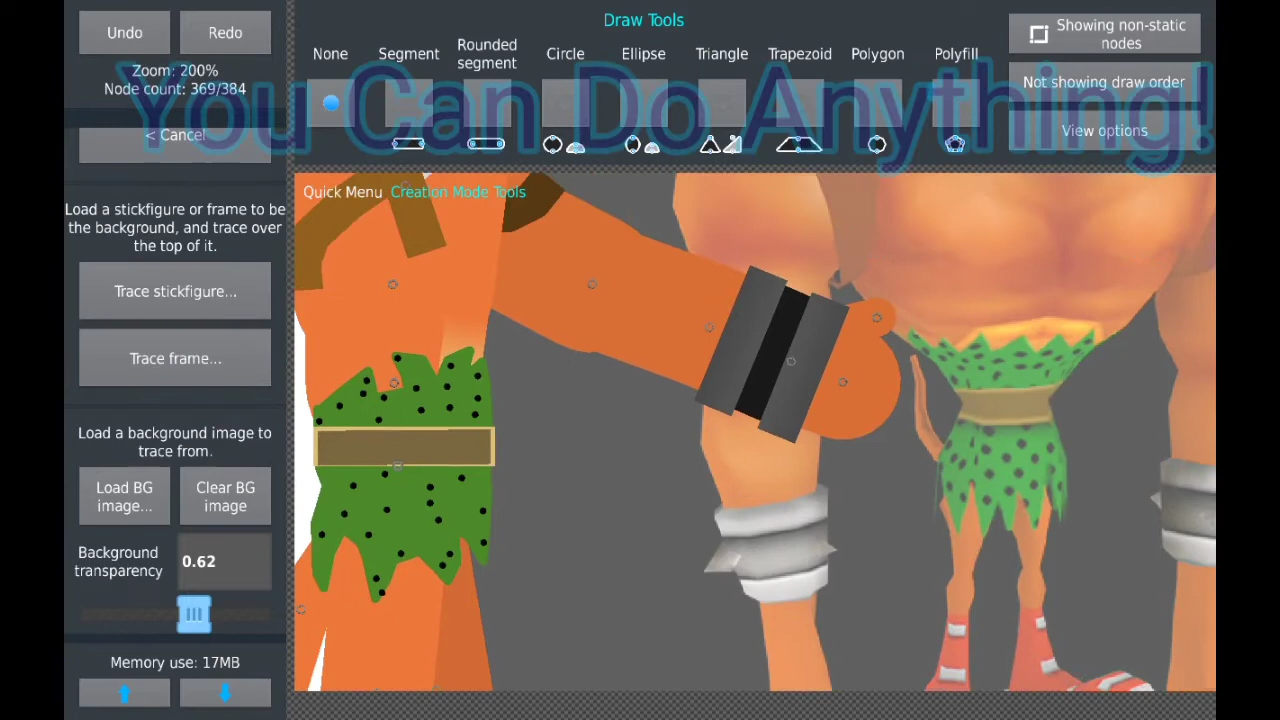 Undo
Redo
Zoom: 200%
Node count: 369/384
< Cancel
Load a stickfigure or frame to be
the background, and trace over
the top of it.
Trace stickfigure...
Trace frame...
Load a background image to
trace from.
Load BG
image...
Clear BG
image
Background
transparency
0.62
Memory use: 17MB
Draw Tools
None
Segment
Rounded
segment
Circle
Ellipse
Triangle
Trapezoid
Polygon
Polyfill
Showing non-static
nodes
Not showing draw order
View options
You Can Do Anything!
Quick Menu
Creation Mode Tools